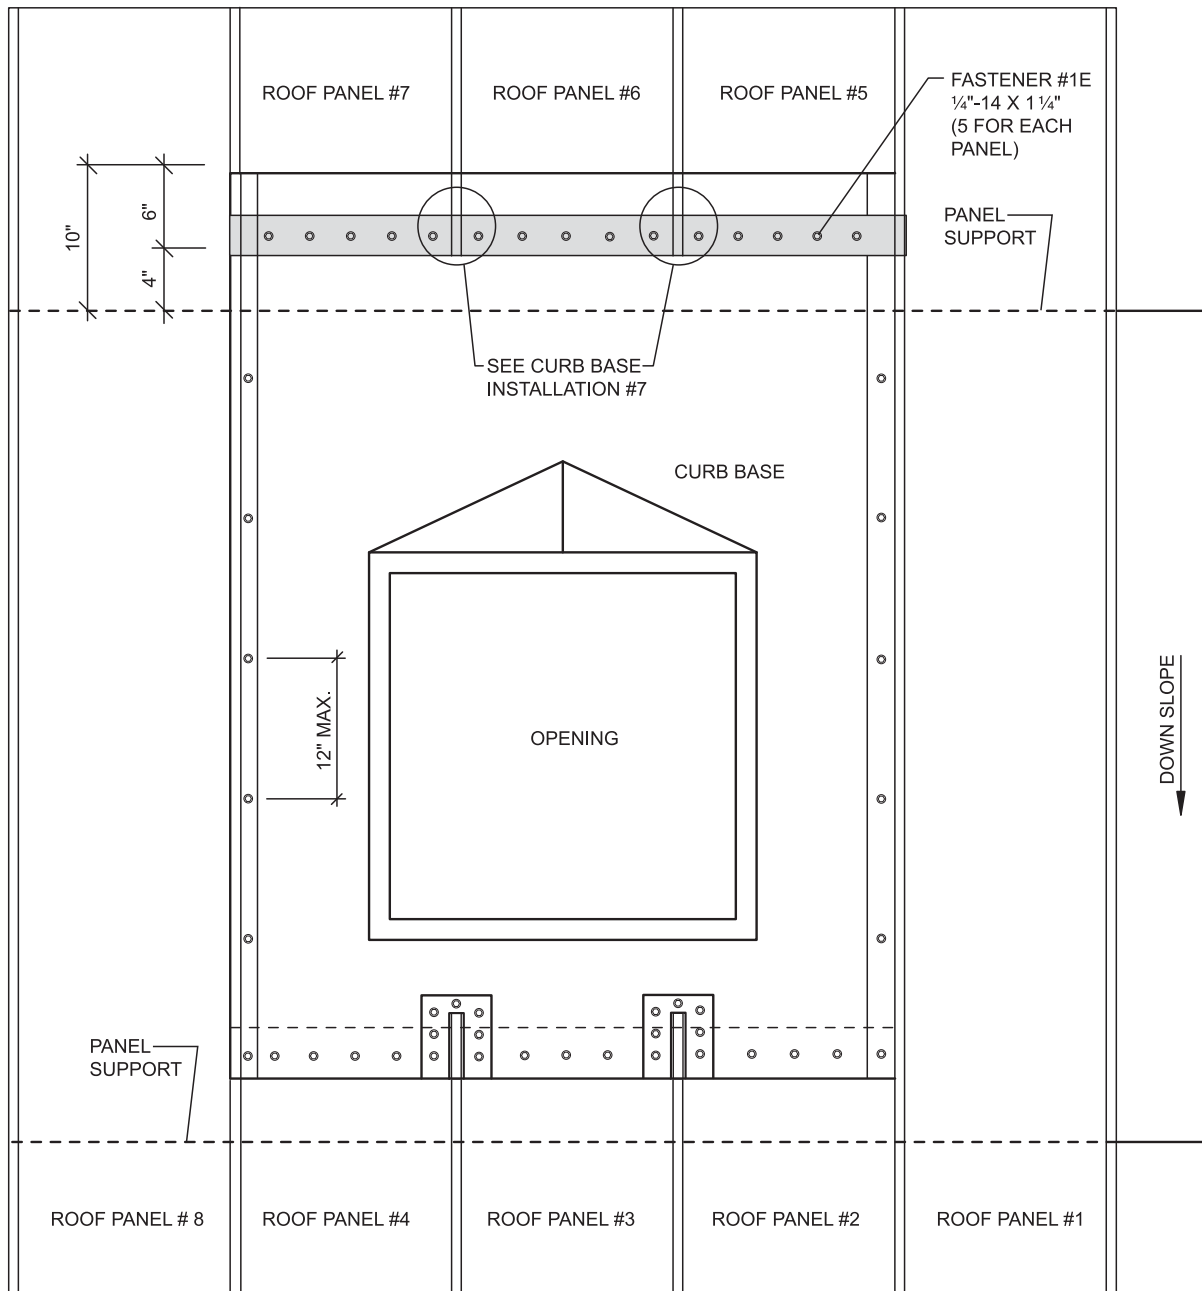 ROOF PANEL #7
ROOF PANEL #6
ROOF PANEL #5
FASTENER #1E
¼"-14 X 1 ¼"
(5 FOR EACH
PANEL)
10"
6"
4"
PANEL
SUPPORT
SEE CURB BASE
INSTALLATION #7
CURB BASE
12" MAX.
OPENING
DOWN SLOPE
PANEL
SUPPORT
ROOF PANEL # 8
ROOF PANEL #4
ROOF PANEL #3
ROOF PANEL #2
ROOF PANEL #1